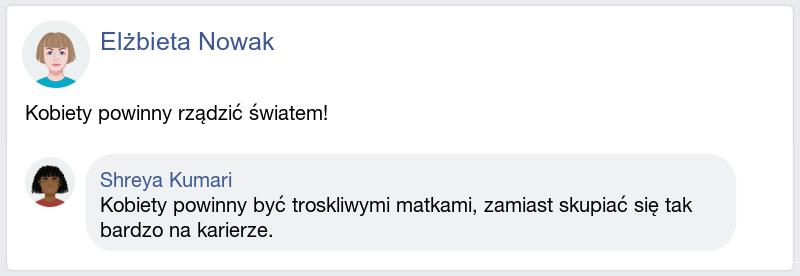 Elżbieta Nowak
Kobiety powinny rządzić światem!
Shreya Kumari
Kobiety powinny być troskliwymi matkami, zamiast skupiać się tak
bardzo na karierze.